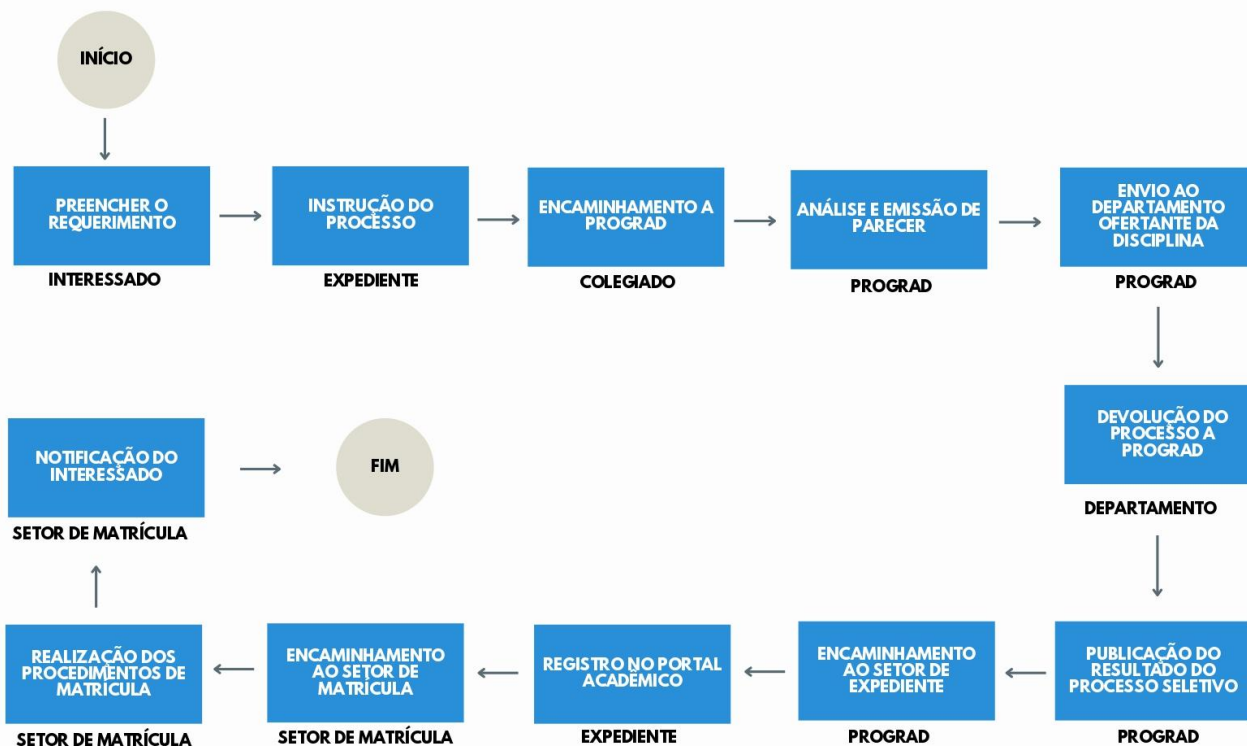 INÍCIO
PREENCHER O
REQUERIMENTO
INTERESSADO
INSTRUÇÃO DO
PROCESSO
EXPEDIENTE
ENCAMINHAMENTO A
PROGRAD
COLEGIADO
ANÁLISE E EMISSÃO DE
PARECER
PROGRAD
ENVIO AO
DEPARTAMENTO
OFERTANTE DA
DISCIPLINA
PROGRAD
DEVOLUÇÃO DO
PROCESSO A
PROGRAD
DEPARTAMENTO
PUBLICAÇÃO DO
RESULTADO DO
PROCESSO SELETIVO
PROGRAD
ENCAMINHAMENTO
AO SETOR DE
EXPEDIENTE
PROGRAD
REGISTRO NO PORTAL
ACADÊMICO
EXPEDIENTE
ENCAMINHAMENTO
AO SETOR DE
MATRÍCULA
SETOR DE MATRÍCULA
REALIZAÇÃO DOS
PROCEDIMENTOS DE
MATRÍCULA
SETOR DE MATRÍCULA
NOTIFICAÇÃO DO
INTERESSADO
SETOR DE MATRÍCULA
FIM